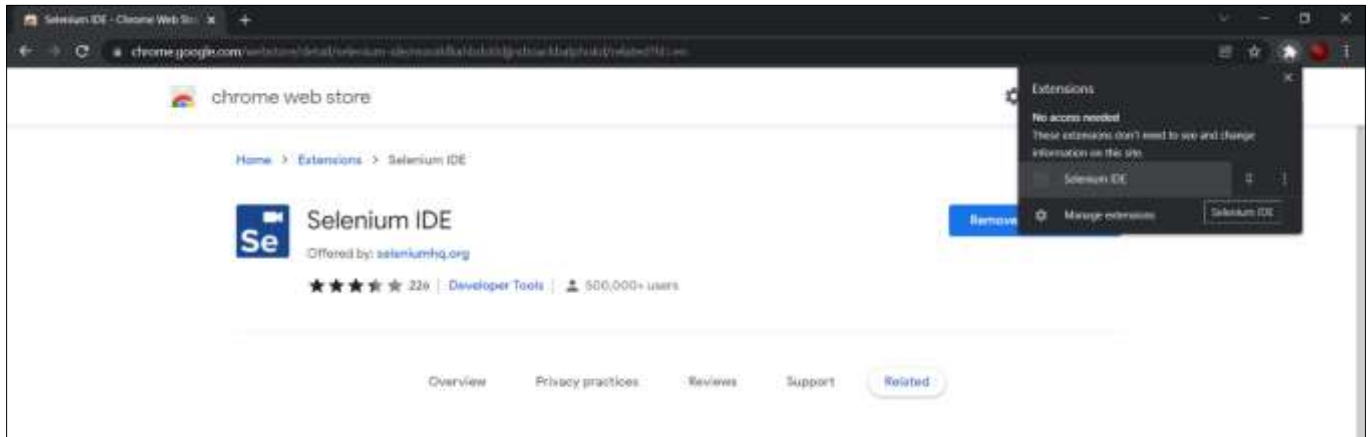 Selenium IDE - Chrome Web Sto
chrome.google.com
chrome web store
Extensions
No access needed
These extensions don't need to see and change
information on this site.
Selenium IDE
Manage extensions
Selenium IDE
Home > Extensions > Selenium IDE
Se
Selenium IDE
Remove
Offered by: seleniumhq.org
226 | Developer Tools | 500,000+ users
Overview Privacy practices Reviews Support Related